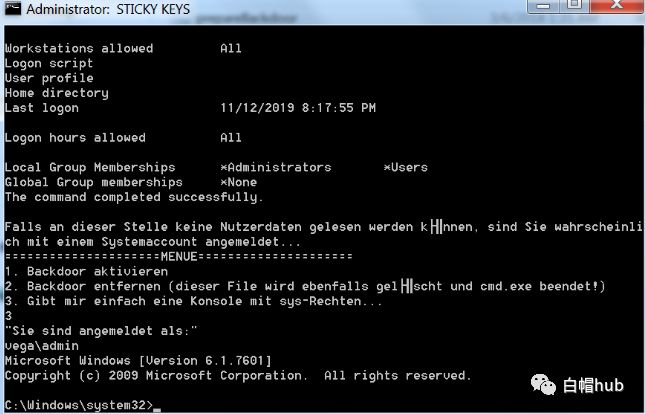 Administrator: STICKY KEYS
Workstations allowed All
Logon script
User profile
Home directory
Last logon 11/12/2019 8:17:55 PM
Logon hours allowed All
Local Group Memberships *Administrators *Users
Global Group memberships *None
The command completed successfully.
Falls an dieser Stelle keine Nutzerdaten gelesen werden k├Ânnen, sind Sie wahrscheinli
ch mit einem Systemaccount angemeldet...
=====================MENUE=====================
1. Backdoor aktivieren
2. Backdoor entfernen (dieser File wird ebenfalls gel├Âscht und cmd.exe beendet!)
3. Gibt mir einfach eine Konsole mit sys-Rechten...
3
"Sie sind angemeldet als:"
vega\admin
Microsoft Windows [Version 6.1.7601]
Copyright (c) 2009 Microsoft Corporation. All rights reserved.
C:\Windows\system32>_
白帽hub